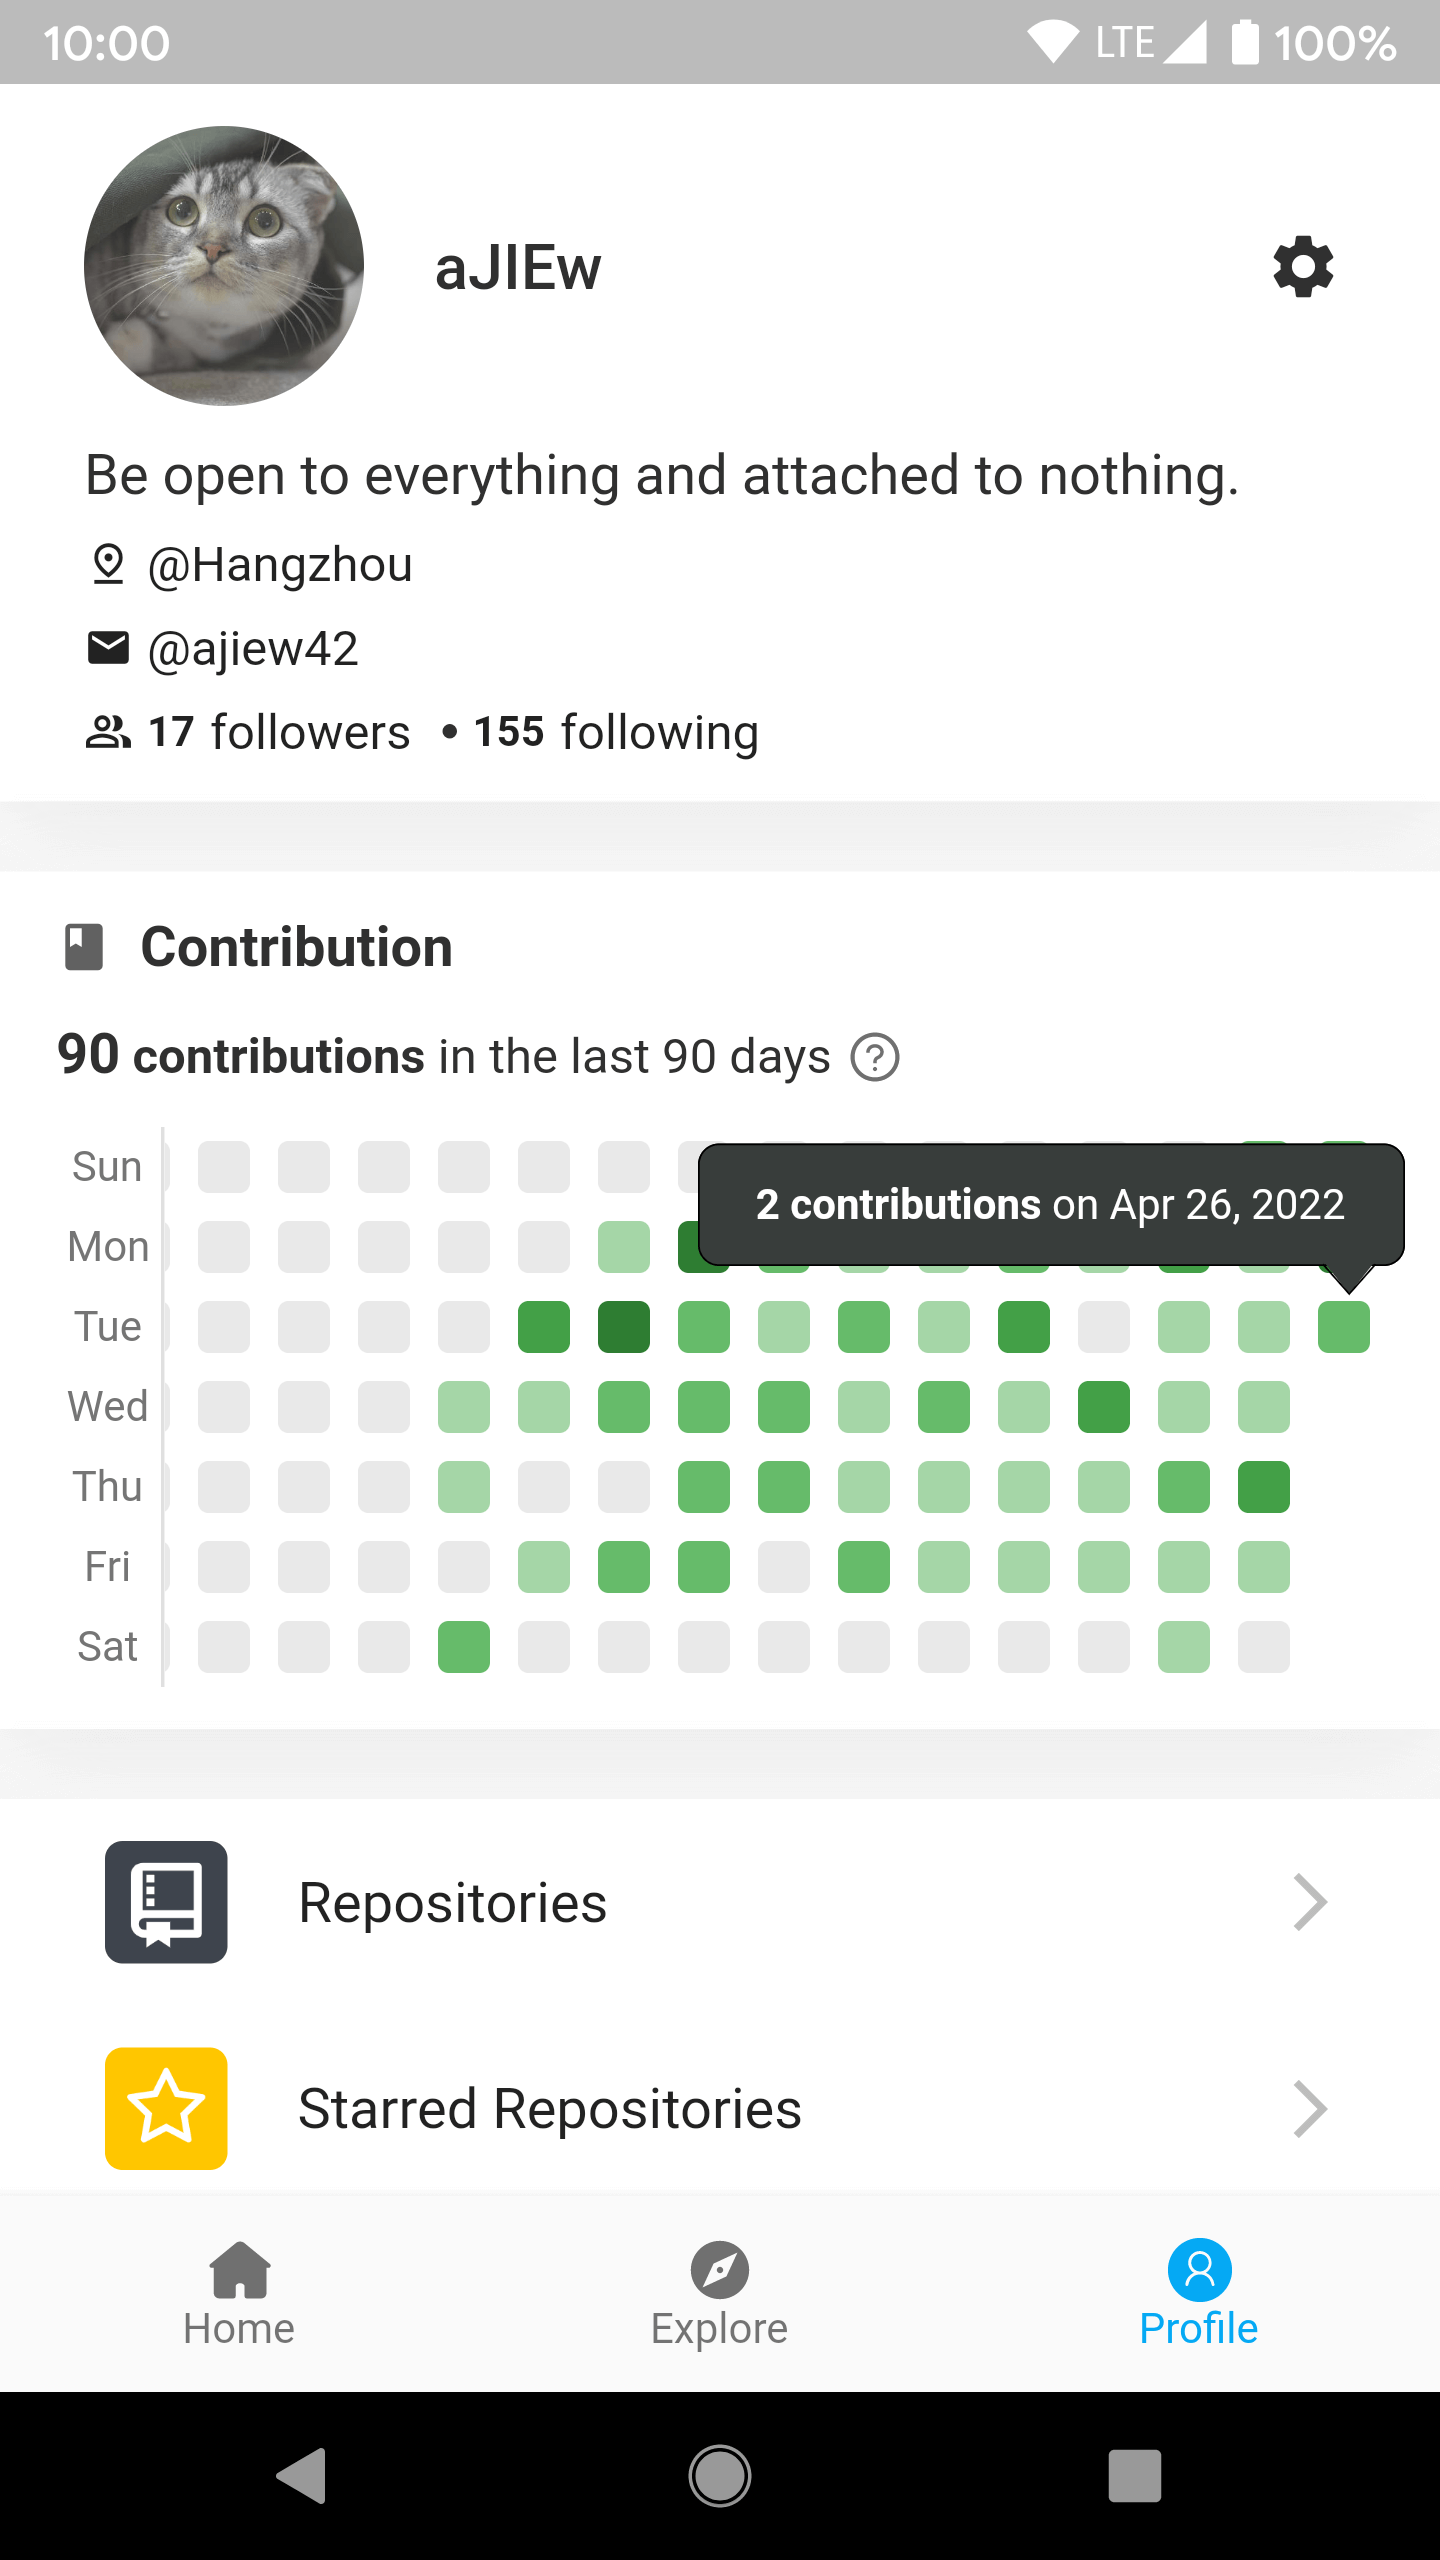 10:00 LTE 100%
aJIEw
Be open to everything and attached to nothing.
@Hangzhou
@ajiew42
17 followers • 155 following
Contribution
90 contributions in the last 90 days
Sun
2 contributions on Apr 26, 2022
Mon
Tue
Wed
Thu
Fri
Sat
Repositories
Starred Repositories
Home Explore Profile